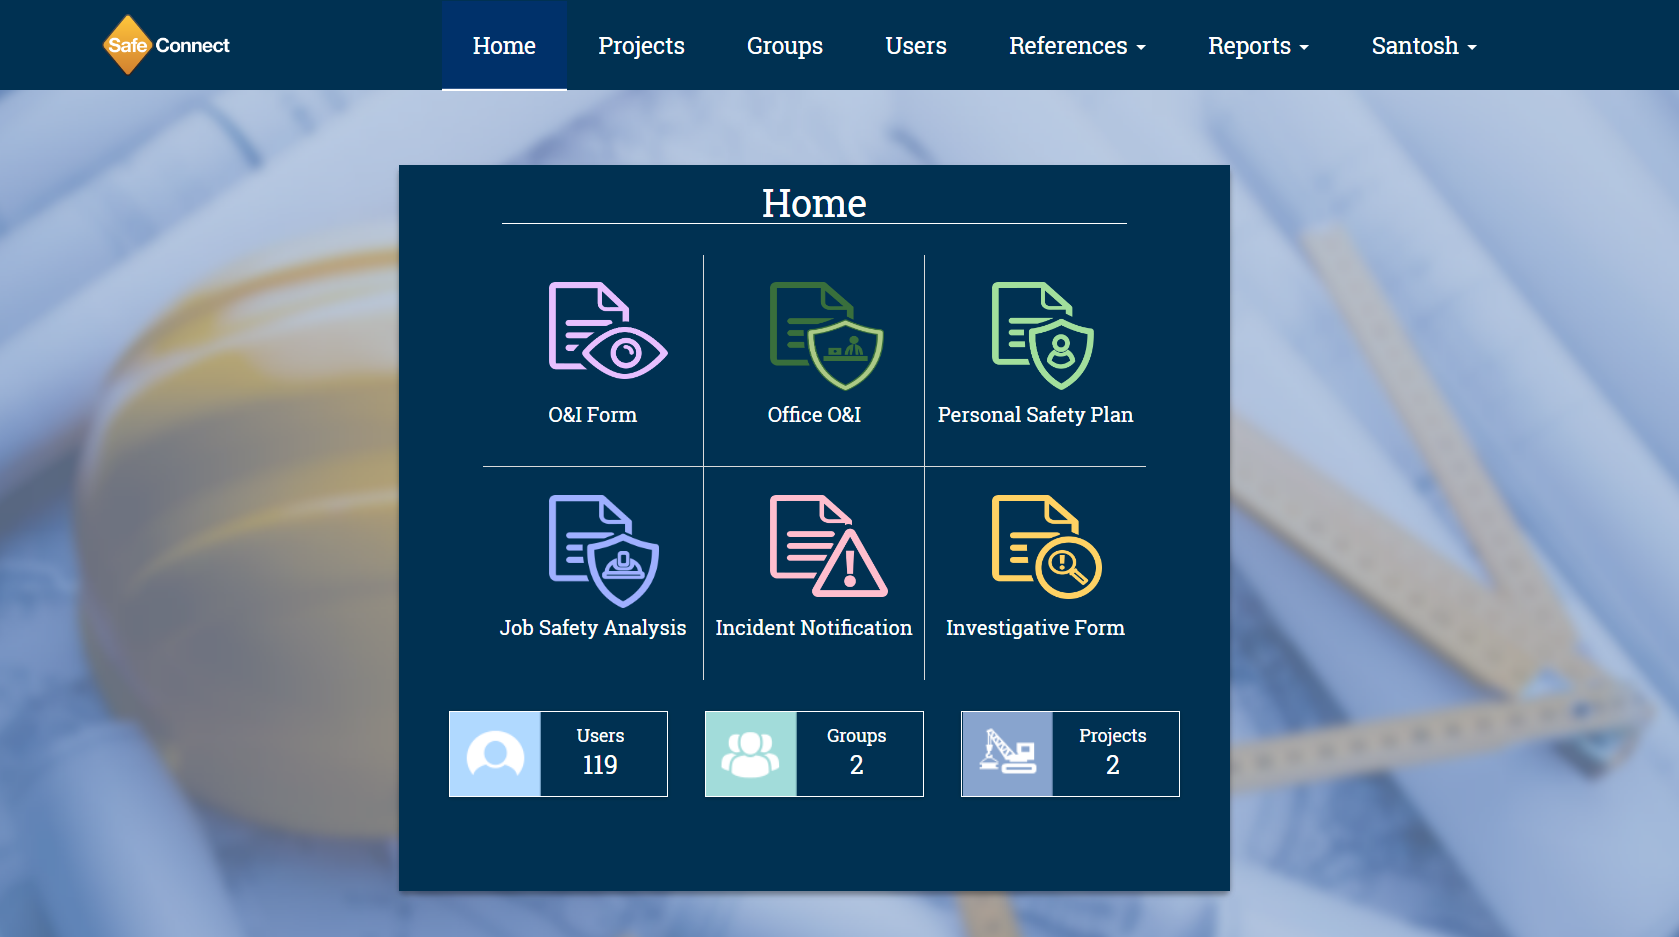 Safe Connect
Home
Projects
Groups
Users
References
Reports
Santosh
Home
O&I Form
Office O&I
Personal Safety Plan
Job Safety Analysis
Incident Notification
Investigative Form
Users
119
Groups
2
Projects
2